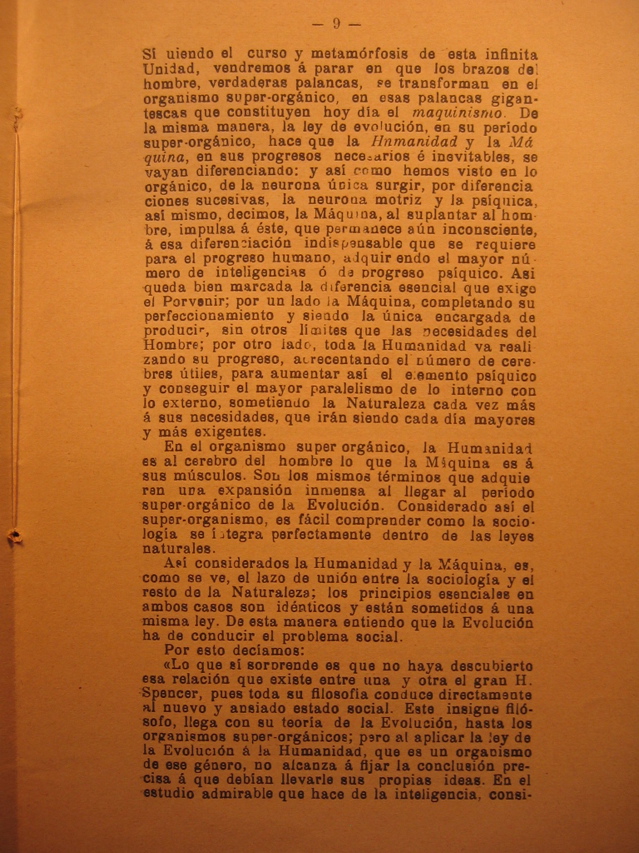 — 9 —
Si uiendo el curso y metamórfosis de esta infinita
Unidad, vendremos á parar en que los brazos del
hombre, verdaderas palancas, se transforman en el
organismo super-orgánico, en esas palancas gigan-
tescas que constituyen hoy día el maquinismo. De
la misma manera, la ley de evolución, en su período
super-orgánico, hace que la Hnmanidad y la Má
quina, en sus progresos necesarios é inevitables, se
vayan diferenciando: y así como hemos visto en lo
orgánico, de la neurona única surgir, por diferencia
ciones sucesivas, la neurona motriz y la psíquica,
así mismo, decimos, la Máquina, al suplantar al hom-
bre, impulsa á éste, que permanece aún inconsciente,
á esa diferenciación indispensable que se requiere
para el progreso humano, adquir endo el mayor nú-
mero de inteligencias ó de progreso psíquico. Asi
queda bien marcada la diferencia esencial que exige
el Porvenir; por un lado la Máquina, completando su
perfeccionamiento y siendo la única encargada de
producir, sin otros límites que las necesidades del
Hombre; por otro lado, toda la Humanidad va reali
zando su progreso, acrecentando el número de cere-
bres útiles, para aumentar así el elemento psíquico
y conseguir el mayor paralelismo de lo interno con
lo externo, sometiendo la Naturaleza cada vez más
á sus necesidades, que irán siendo cada día mayores
y más exigentes.
En el organismo super orgánico, la Humanidad
es al cerebro del hombre lo que la Máquina es á
sus músculos. Son los mismos términos que adquie
ren una expansión inmensa al llegar al período
super-orgánico de la Evolución. Considerado así el
super-organismo, es fácil comprender como la socio-
logía se integra perfectamente dentro de las leyes
naturales.
Así considerados la Humanidad y la Máquina, es,
como se ve, el lazo de unión entre la sociología y el
resto de la Naturaleza; los principios esenciales en
ambos casos son idénticos y están sometidos á una
misma ley. De esta manera entiendo que la Evolución
ha de conducir el problema social.
Por esto decíamos:
«Lo que sí sorprende es que no haya descubierto
esa relación que existe entre una y otra el gran H.
Spencer, pues toda su filosofía conduce directamente
al nuevo y ansiado estado social. Este insigne filó-
sofo, llega con su teoría de la Evolución, hasta los
organismos super-orgánicos; pero al aplicar la ley de
la Evolución á la Humanidad, que es un organismo
de ese género, no alcanza á fijar la conclusión pre-
cisa á que debían llevarle sus propias ideas. En el
estudio admirable que hace de la inteligencia, consi-